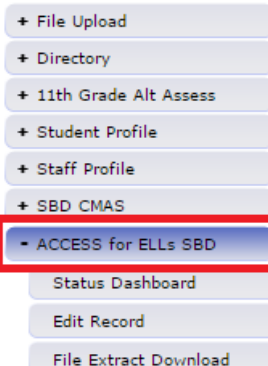 + File Upload
+ Directory
+ 11th Grade Alt Assess
+ Student Profile
+ Staff Profile
+ SBD CMAS
- ACCESS for ELLs SBD
Status Dashboard
Edit Record
File Extract Download